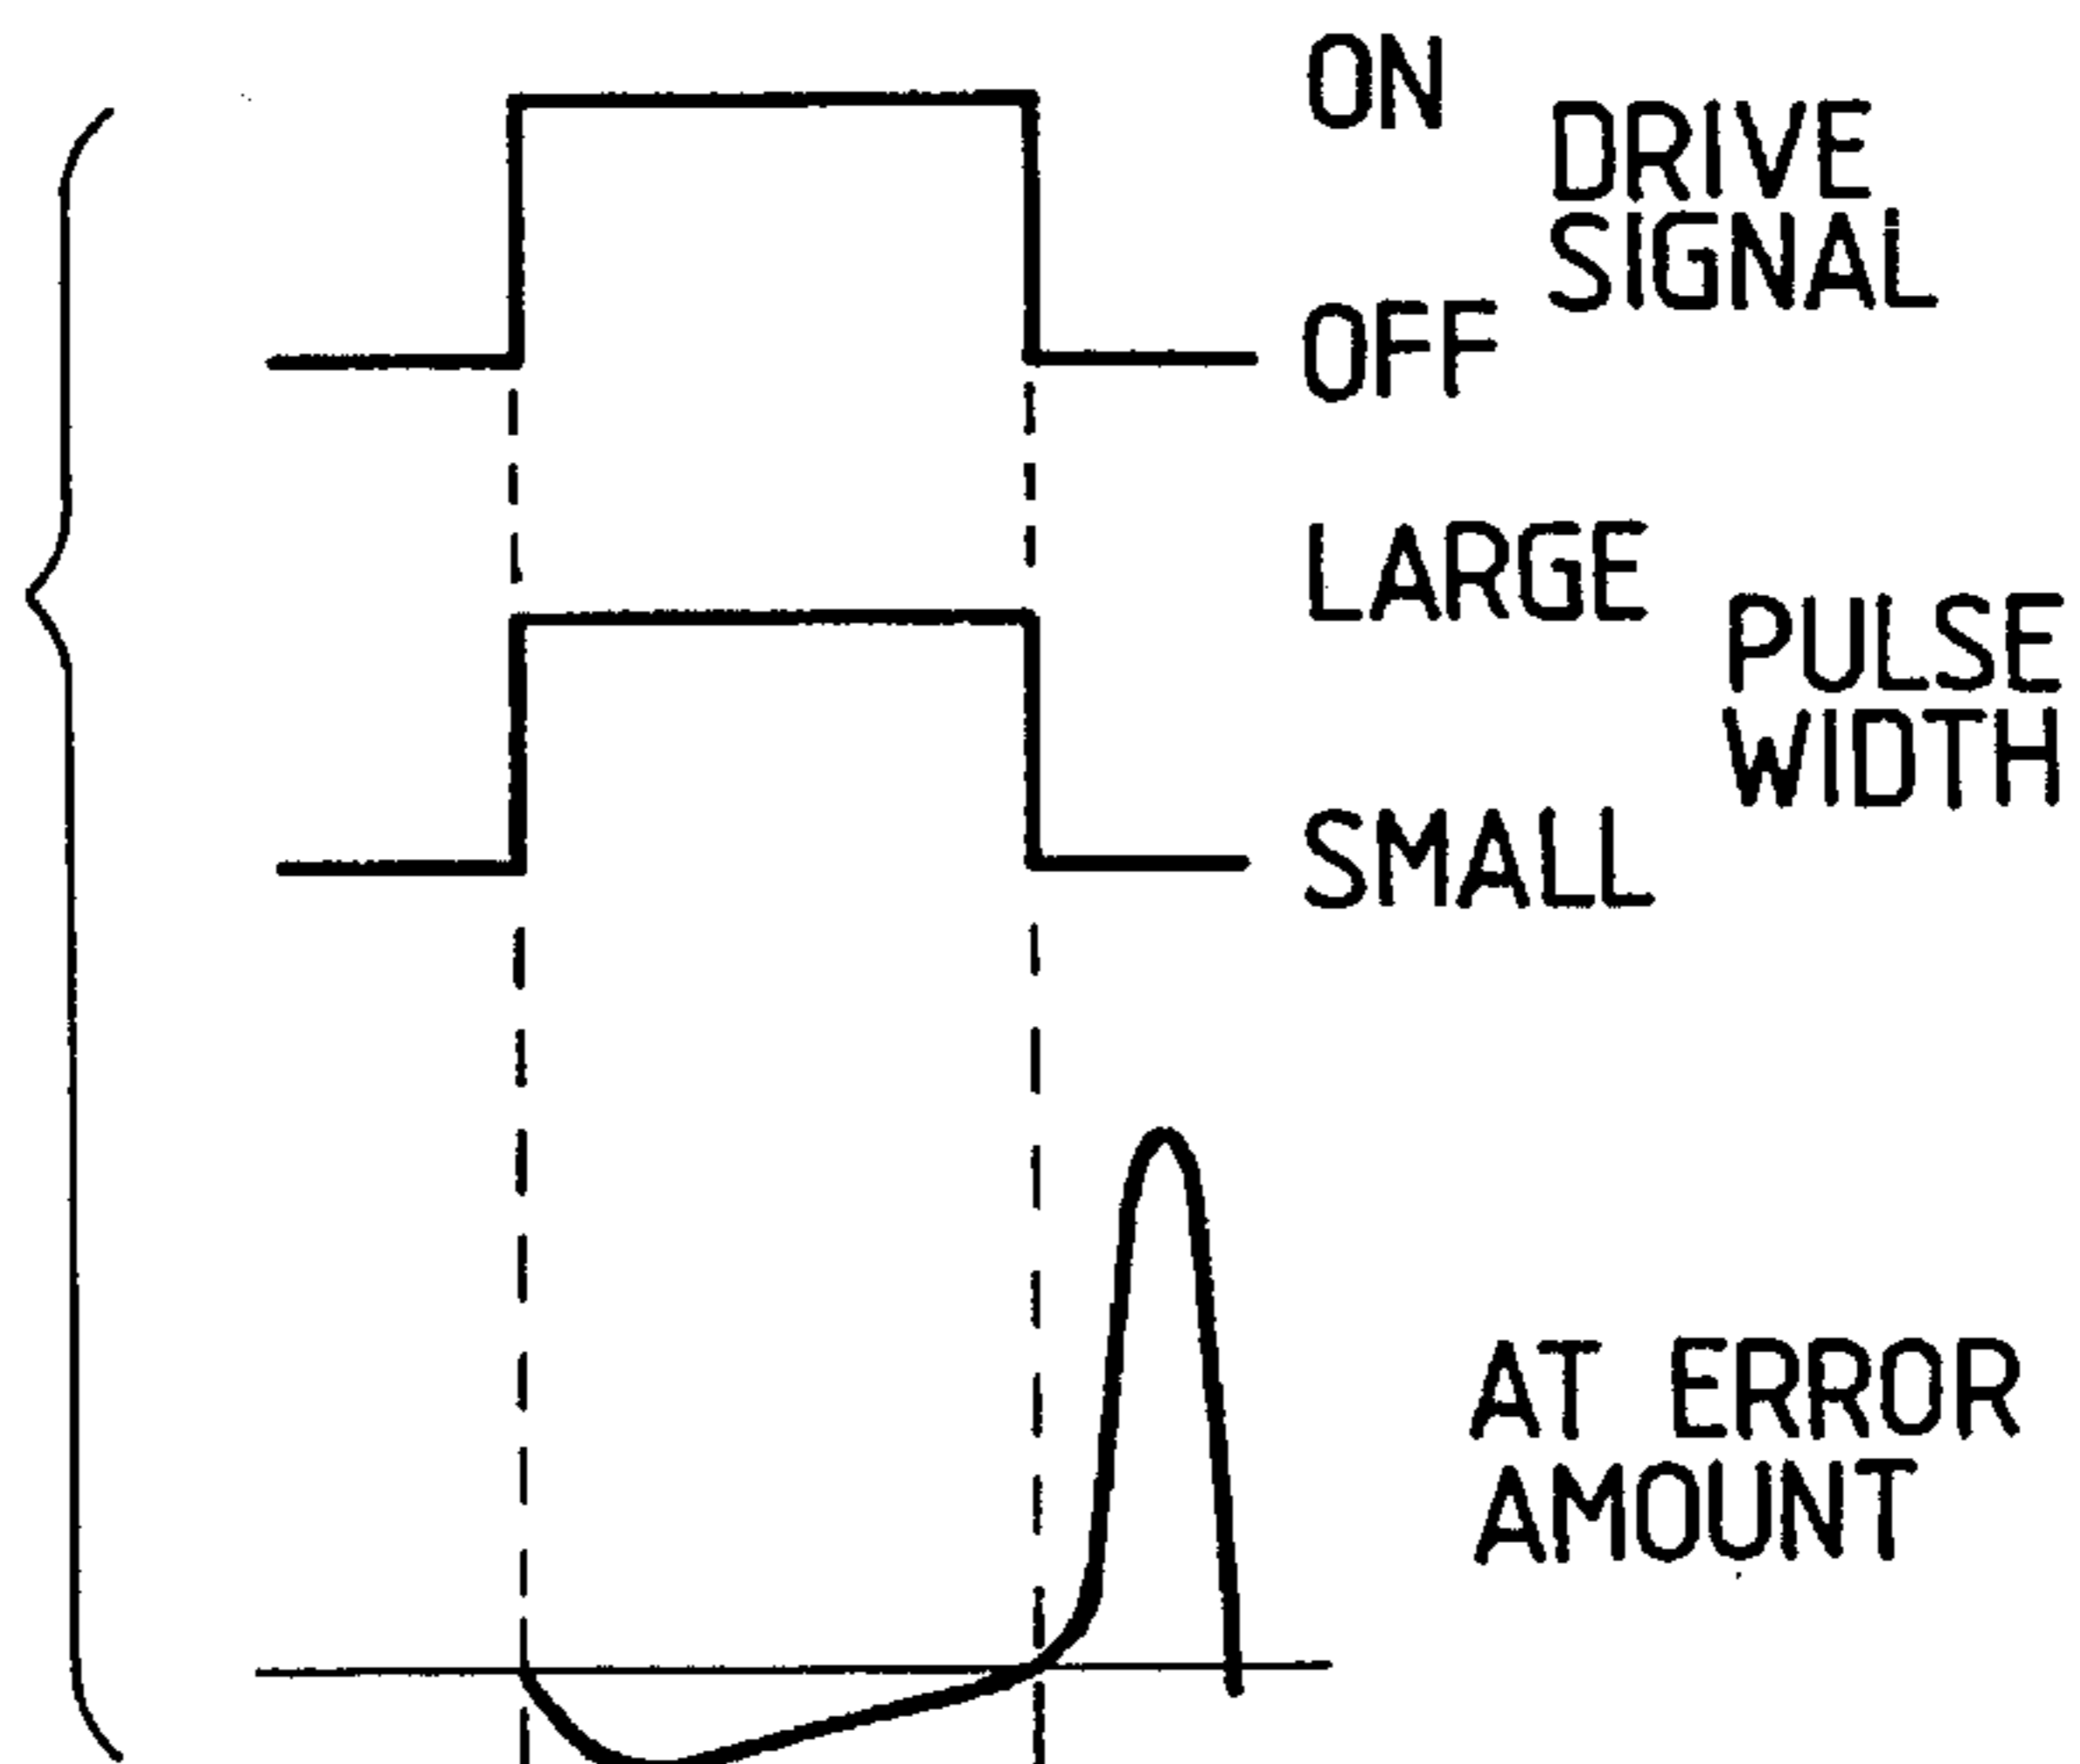 ON
DRIVE
SIGNAL
OFF
LARGE
PULSE
WIDTH
SMALL
AT ERROR
AMOUNT